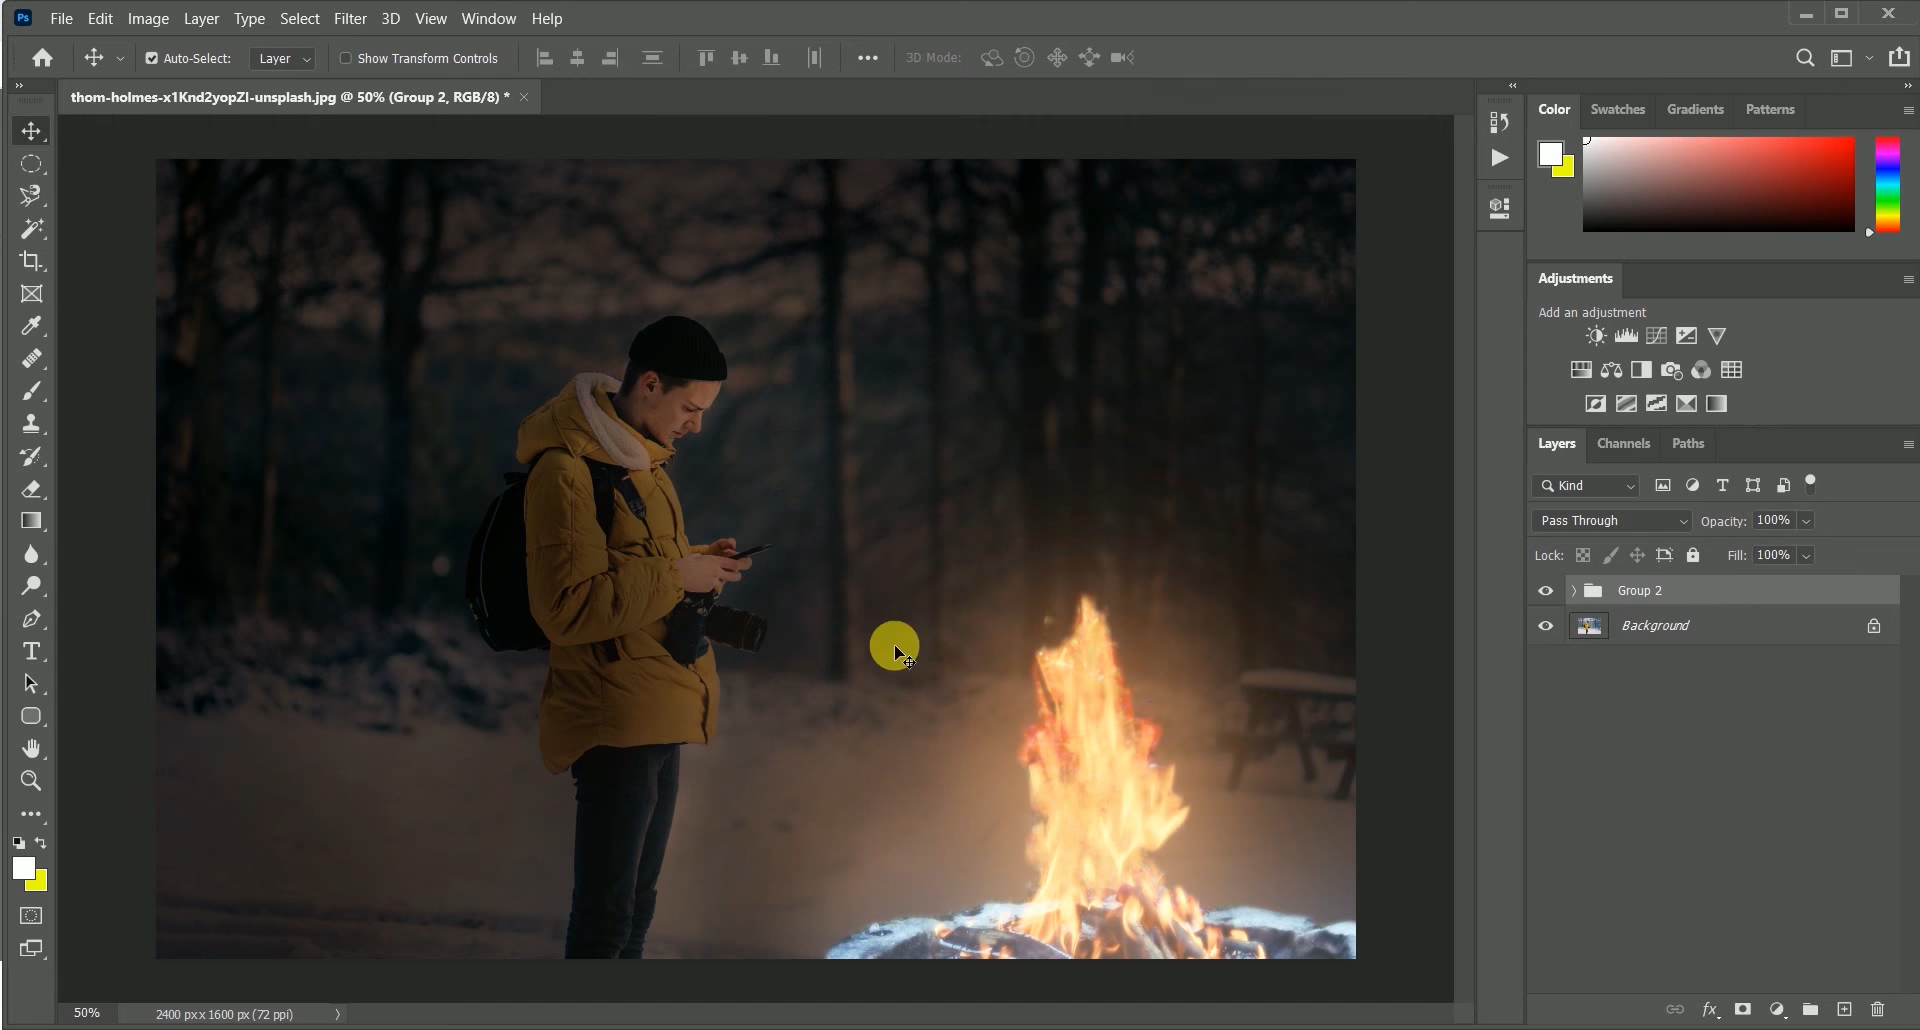 Ps File Edit Image Layer Type Select Filter 3D View Window Help
Auto-Select: Layer Show Transform Controls 3D Mode:
thom-holmes-x1Knd2yopZI-unsplash.jpg @ 50% (Group 2, RGB/8) *
Color Swatches Gradients Patterns
Adjustments
Add an adjustment
Layers Channels Paths
Kind
Pass Through Opacity: 100%
Lock: Fill: 100%
Group 2
Background
50% 2400 px x 1600 px (72 ppi)